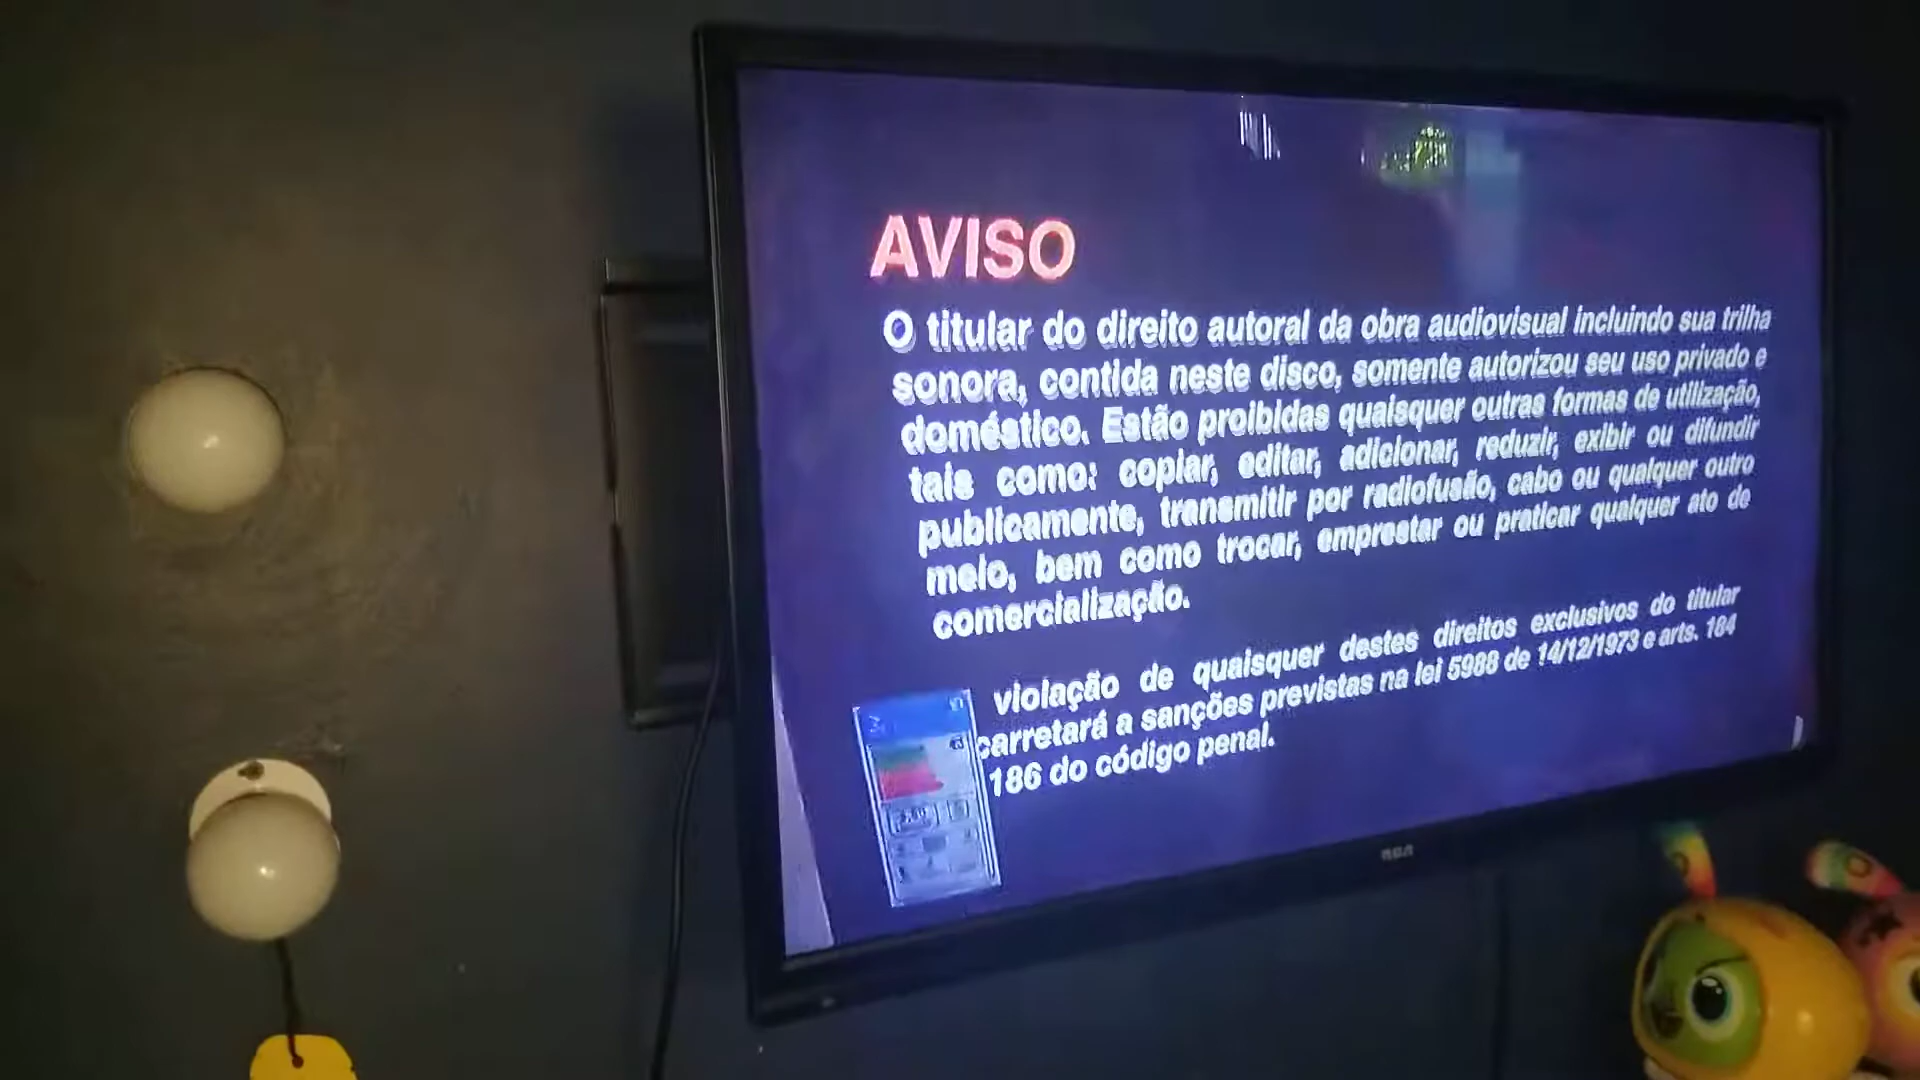 AVISO
O titular do direito autoral da obra audiovisual incluindo sua trilha
sonora, contida neste disco, somente autorizou seu uso privado e
doméstico. Estão proibidas quaisquer outras formas de utilização,
tais como: copiar, editar, adicionar, reduzir, exibir ou difundir
publicamente, transmitir por radiofusão, cabo ou qualquer outro
meio, bem como trocar, emprestar ou praticar qualquer ato de
comercialização.
violação de quaisquer destes direitos exclusivos do titular
carretará a sanções previstas na lei 5988 de 14/12/1973 e arts. 184
186 do código penal.
RCA